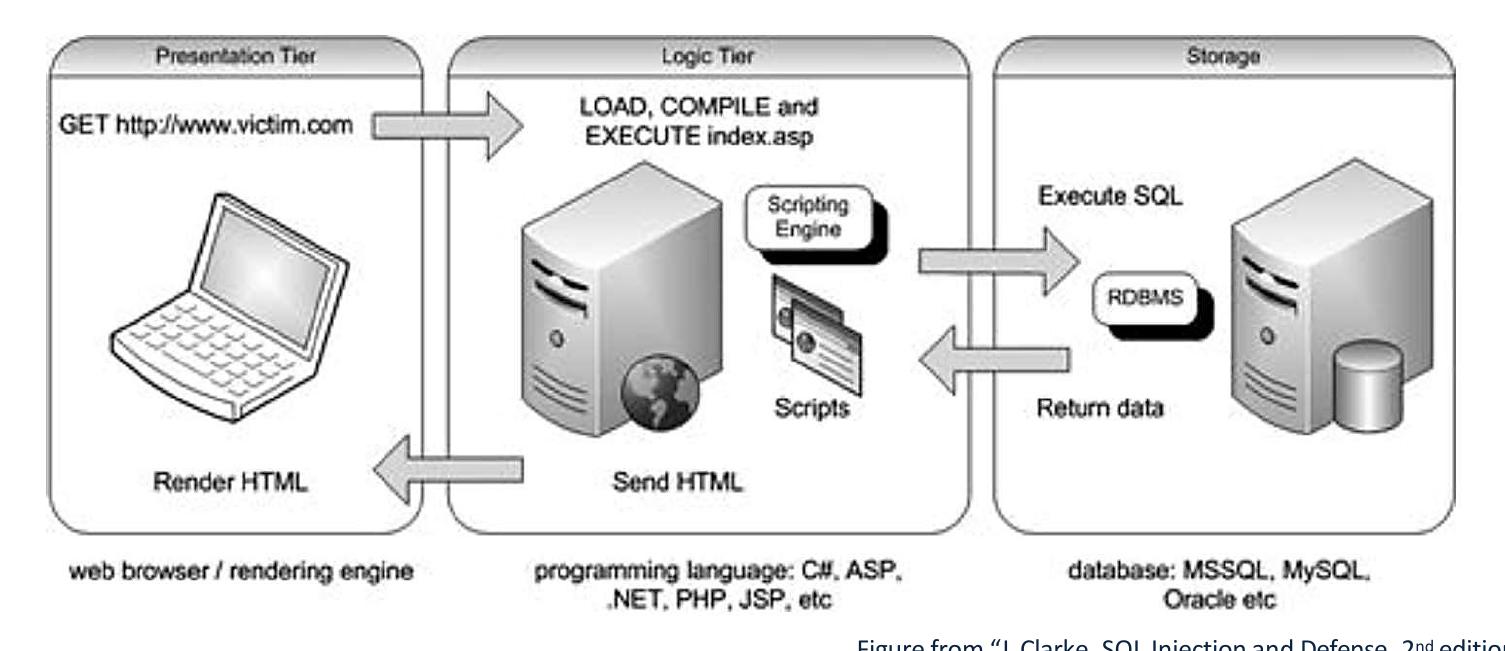 Presentation Tier
GET http://www.victim.com
Render HTML
web browser / rendering engine
Logic Tier
LOAD, COMPILE and
EXECUTE index.asp
Scripting
Engine
Scripts
Send HTML
programming language: C#, ASP,
.NET, PHP, JSP, etc
Storage
Execute SQL
RDBMS
Return data
database: MSSQL, MySQL,
Oracle etc
Figure from “J. Clarke, SQL Injection and Defense, 2nd edition